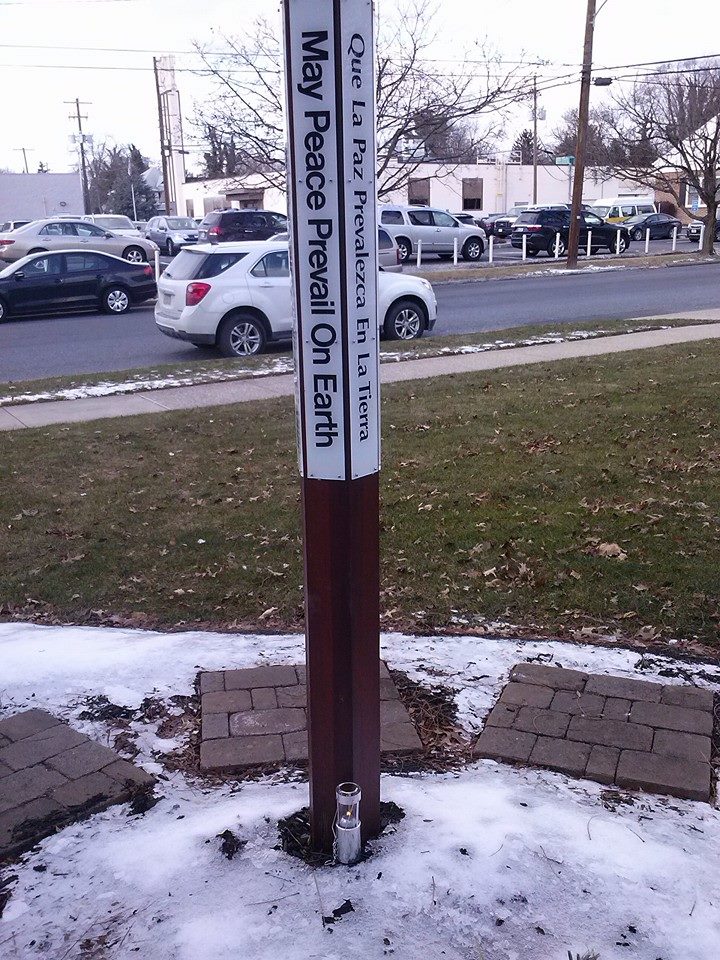 May Peace Prevail On Earth
Que La Paz Prevalezca En La Tierra